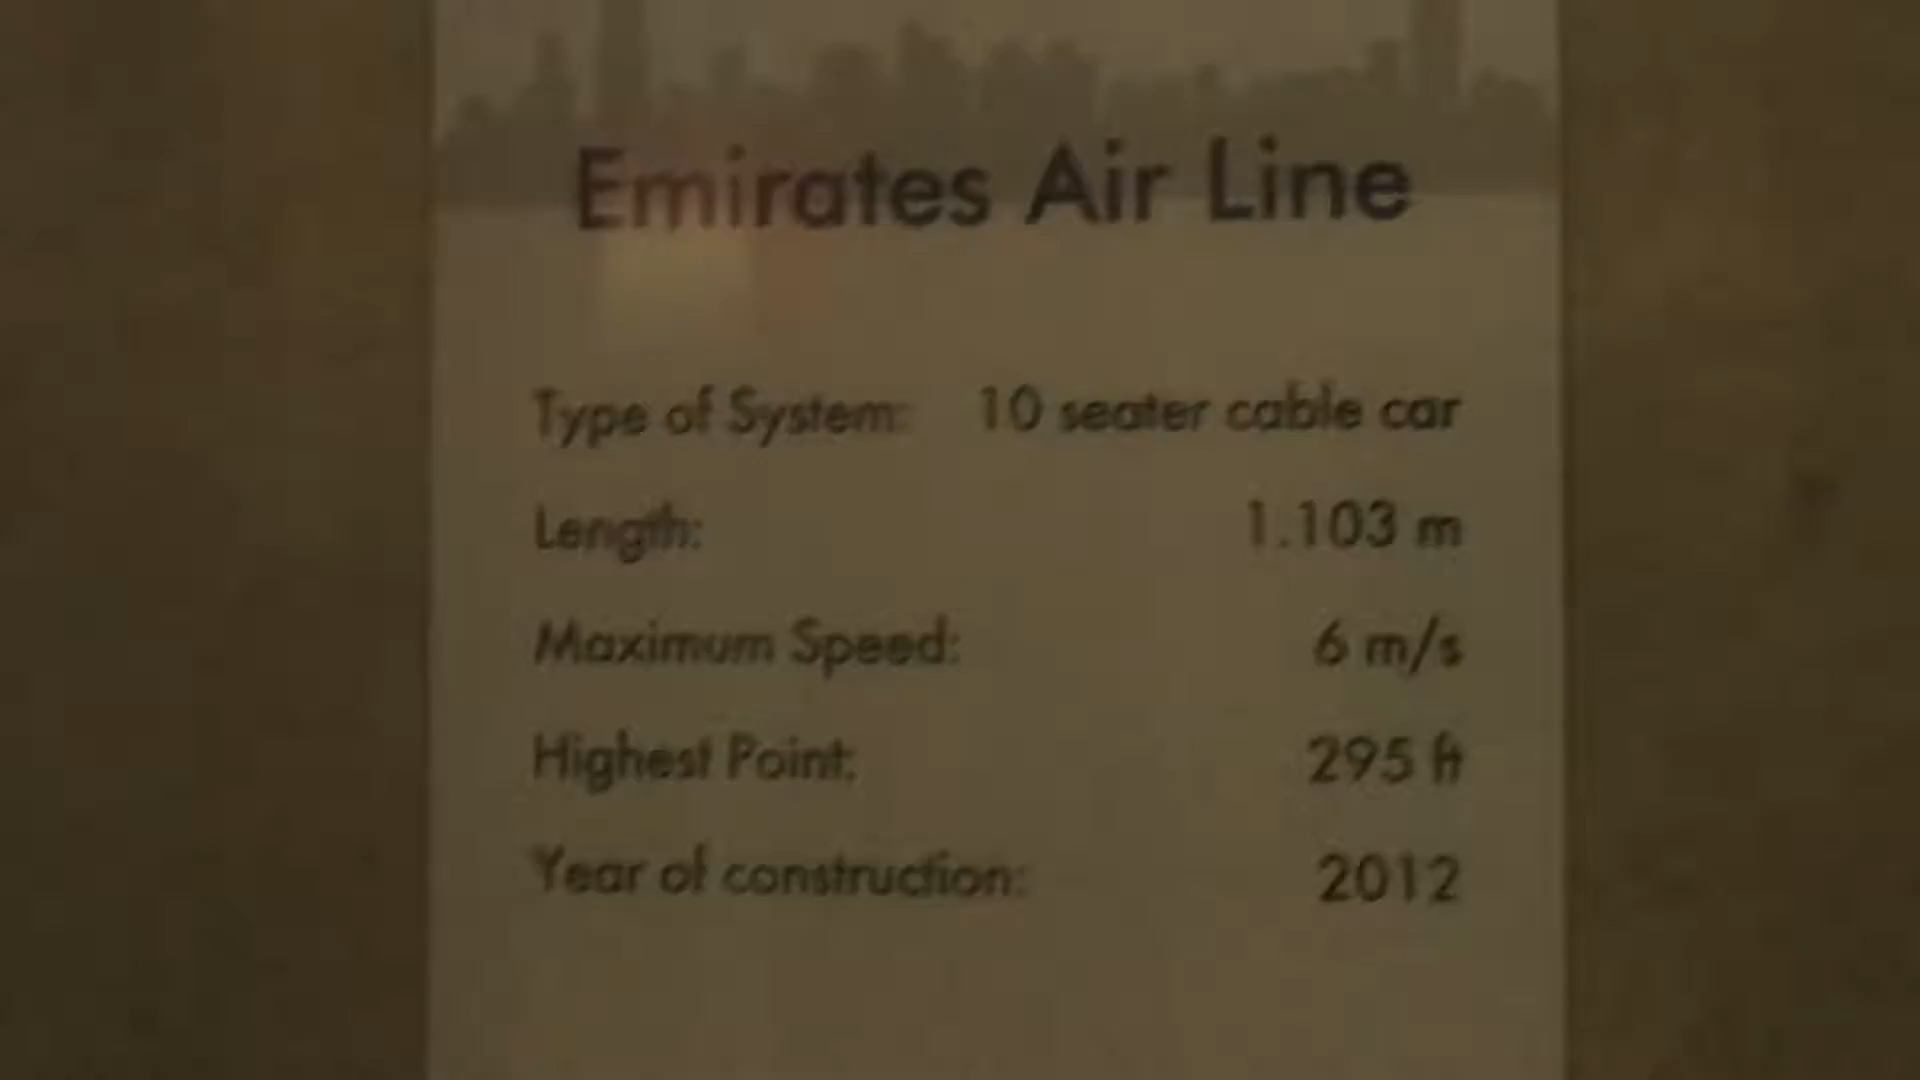 Emirates Air Line
Type of System: 10 seater cable car
Length: 1.103 m
Maximum Speed: 6 m/s
Highest Point: 295 ft
Year of construction: 2012